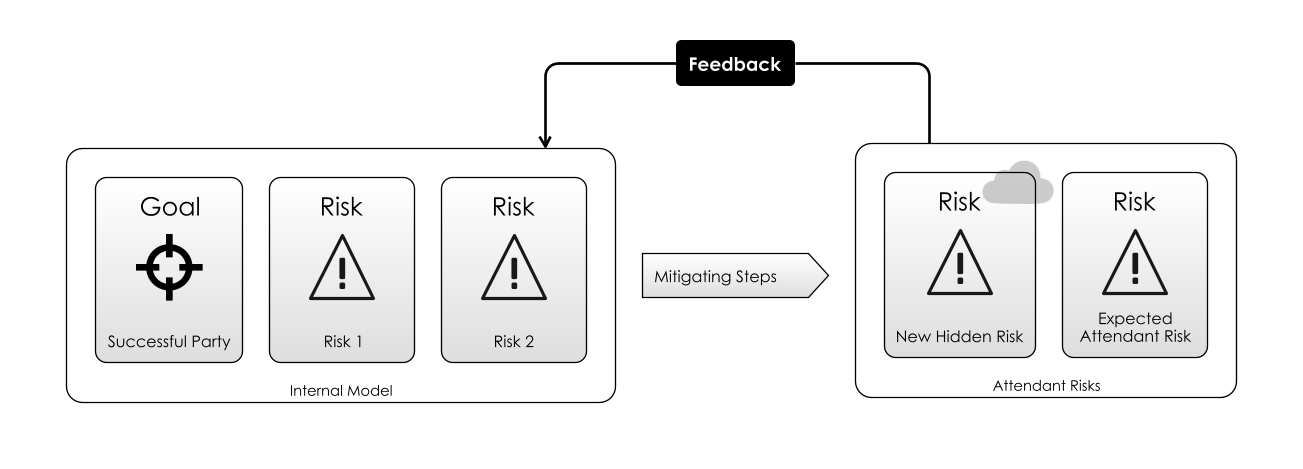 Feedback
Goal
Risk
Risk
Successful Party
Risk 1
Risk 2
Internal Model
Mitigating Steps
Risk
Risk
New Hidden Risk
Expected
Attendant Risk
Attendant Risks